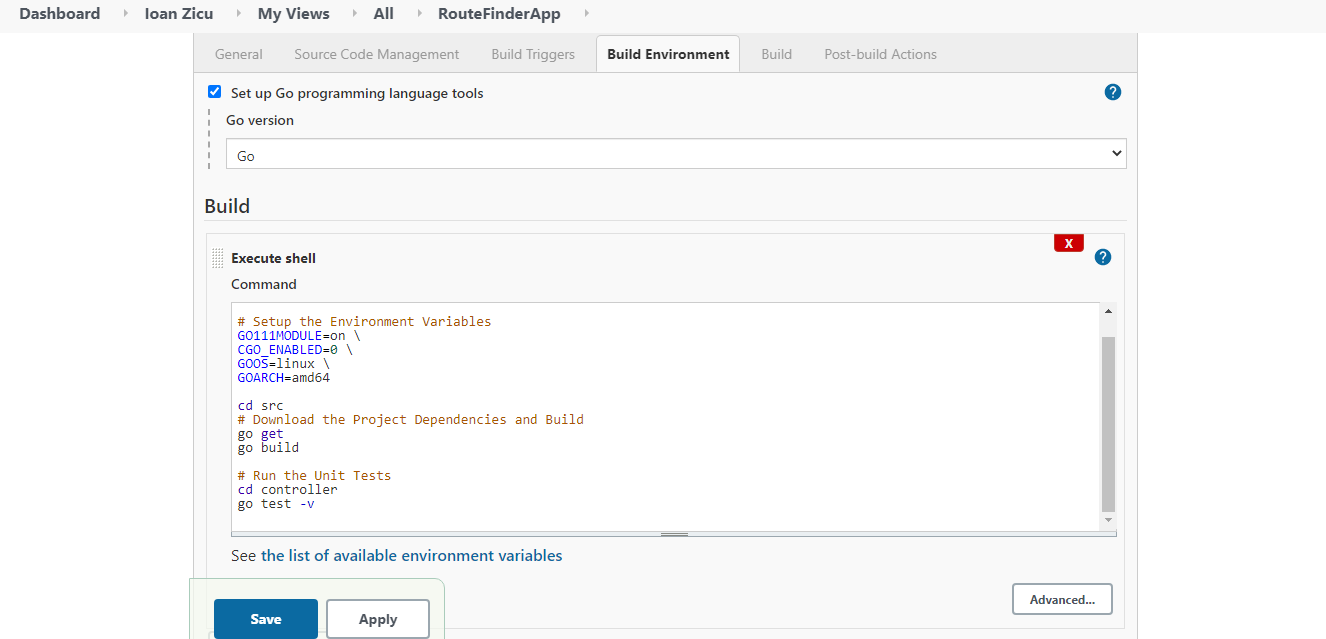 Dashboard Ioan Zicu My Views All RouteFinderApp
General Source Code Management Build Triggers Build Environment Build Post-build Actions
Set up Go programming language tools ?
Go version
Go
Build
X
Execute shell ?
Command
# Setup the Environment Variables
GO111MODULE=on \
CGO_ENABLED=0 \
GOOS=linux \
GOARCH=amd64
cd src
# Download the Project Dependencies and Build
go get
go build
# Run the Unit Tests
cd controller
go test -v
See the list of available environment variables
Advanced...
Save Apply